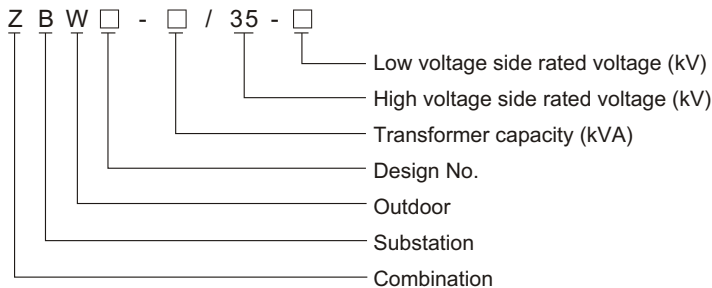 Z B W □ - □ / 35 - □
Low voltage side rated voltage (kV)
High voltage side rated voltage (kV)
Transformer capacity (kVA)
Design No.
Outdoor
Substation
Combination